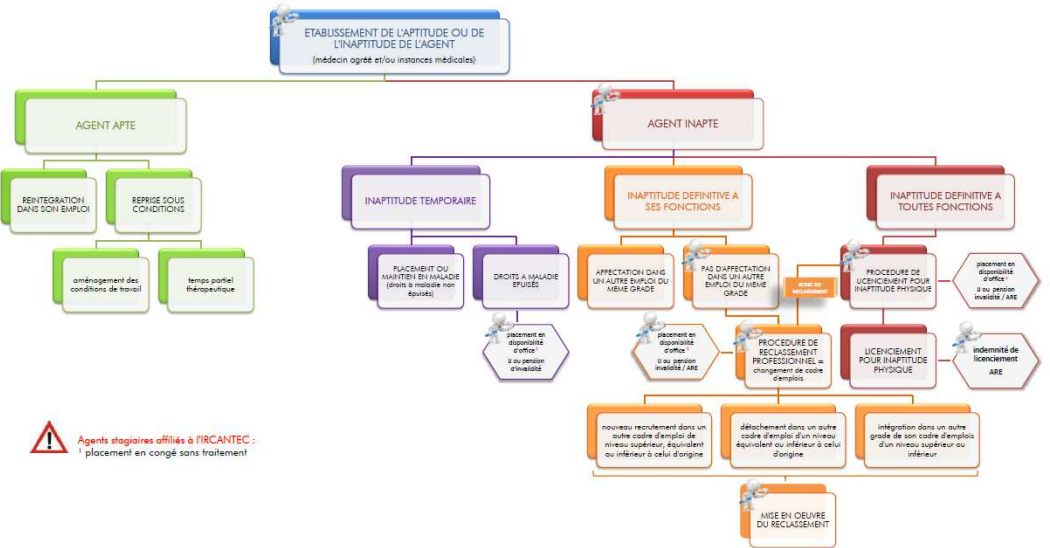 ETABLISSEMENT DE L'APTITUDE OU DE
L'INAPTITUDE DE L'AGENT
(médecin agréé et/ou instances médicales)
AGENT APTE
AGENT INAPTE
REINTEGRATION
DANS SON EMPLOI
REPRISE SOUS
CONDITIONS
INAPTITUDE TEMPORAIRE
INAPTITUDE DEFINITIVE A
SES FONCTIONS
INAPTITUDE DEFINITIVE A
TOUTES FONCTIONS
aménagement des
conditions de travail
temps partiel
thérapeutique
PLACEMENT OU
MAINTIEN EN MALADIE
(droits à maladie non
épuisés)
DROITS A MALADIE
EPUISÉS
AFFECTATION DANS
UN AUTRE EMPLOI DU
MEME GRADE
PAS D'AFFECTATION
DANS UN AUTRE
EMPLOI DU MEME
GRADE
RECLASSEMENT
PROCEDURE DE
LICENCIEMENT POUR
INAPTITUDE PHYSIQUE
placement en
disponibilité
d'office ¹
IJ ou pension
invalidité / ARE
placement en
disponibilité
d'office ¹
IJ ou pension
d'invalidité
placement en
disponibilité
d'office ¹
IJ ou pension
invalidité / ARE
PROCEDURE DE
RECLASSEMENT
PROFESSIONNEL =
changement de cadre
d'emplois
LICENCIEMENT
POUR INAPTITUDE
PHYSIQUE
indemnité de
licenciement
ARE
nouveau recrutement dans un
autre cadre d'emploi de
niveau supérieur, équivalent
ou inférieur à celui d'origine
détachement dans un autre
cadre d'emploi d'un niveau
équivalent ou inférieur à celui
d'origine
intégration dans un autre
grade de son cadre d'emplois
d'un niveau supérieur ou
inférieur
Agents stagiaires affiliés à l'IRCANTEC :
¹ placement en congé sans traitement
MISE EN OEUVRE
DU RECLASSEMENT